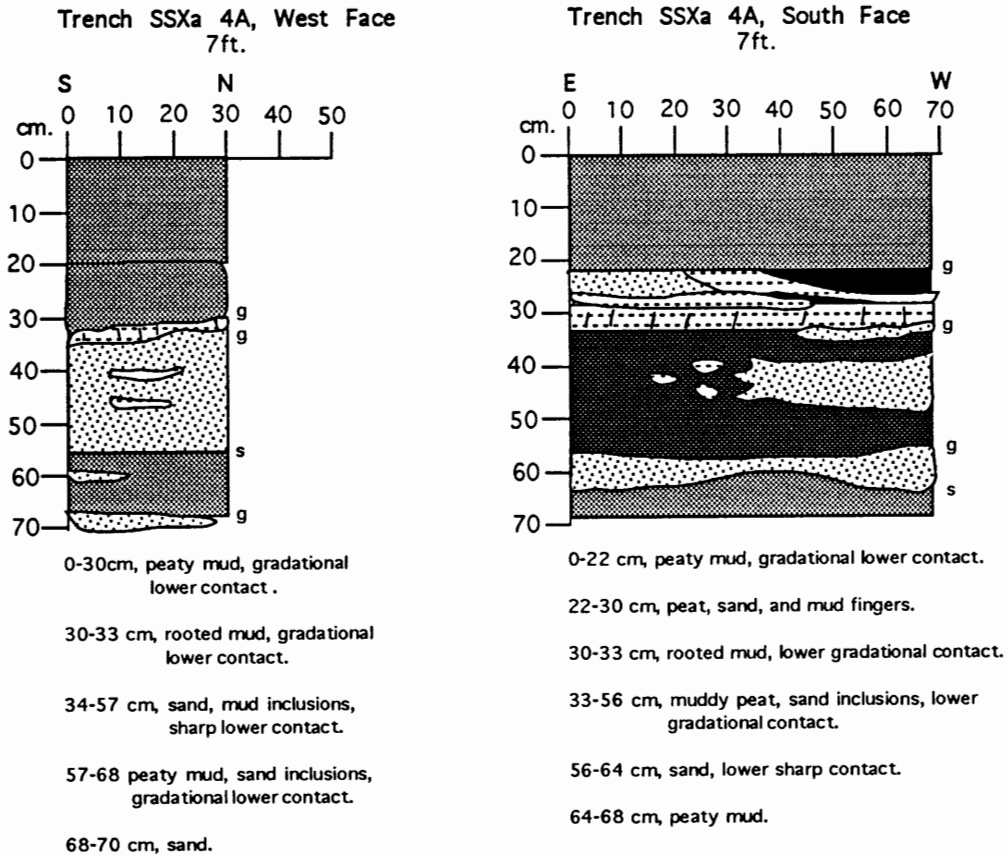 Trench SSXa 4A, West Face
7ft.
S N
0 10 20 30 40 50
cm.
0
10
20
30
40
50
60
70
g
g
s
g
0-30cm, peaty mud, gradational
lower contact .
30-33 cm, rooted mud, gradational
lower contact.
34-57 cm, sand, mud inclusions,
sharp lower contact.
57-68 peaty mud, sand inclusions,
gradational lower contact.
68-70 cm, sand.
Trench SSXa 4A, South Face
7ft.
E W
0 10 20 30 40 50 60 70
cm.
0
10
20
30
40
50
60
70
g
g
g
s
0-22 cm, peaty mud, gradational lower contact.
22-30 cm, peat, sand, and mud fingers.
30-33 cm, rooted mud, lower gradational contact.
33-56 cm, muddy peat, sand inclusions, lower
gradational contact.
56-64 cm, sand, lower sharp contact.
64-68 cm, peaty mud.